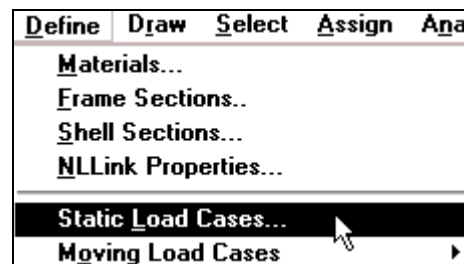 Define Draw Select Assign Ana
Materials...
Frame Sections..
Shell Sections...
NLLink Properties...
Static Load Cases...
Moving Load Cases